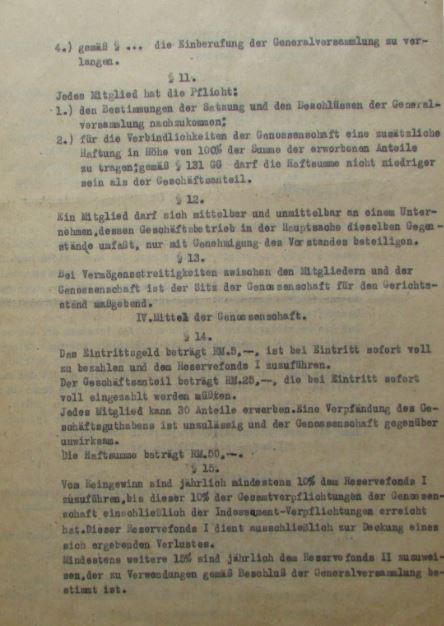 4.) gemäß § ... die Einberufung der Generalversammlung zu ver-
langen.
§ 11.
Jedes Mitglied hat die Pflicht:
1.) den Bestimmungen der Satzung und den Beschlüssen der General-
versammlung nachzukommen;
2.) für die Verbindlichkeiten der Genossenschaft eine zusätzliche
Haftung in Höhe von 100% der Summe der erworbenen Anteile
zu tragen;gemäß § 131 GG darf die Haftsumme nicht niedriger
sein als der Geschäftsanteil.
§ 12.
Ein Mitglied darf sich mittelbar und unmittelbar an einem Unter-
nehmen,dessen Geschäftsbetrieb in der Hauptsache dieselben Gegen-
stände umfaßt, nur mit Genehmigung des Vorstandes beteiligen.
§ 13.
Bei Vermögensstreitigkeiten zwischen den Mitgliedern und der
Genossenschaft ist der Sitz der Genossenschaft für den Gerichts-
stand maßgebend.
IV.Mittel der Genossenschaft.
§ 14.
Das Eintrittsgeld beträgt RM.5,--, ist bei Eintritt sofort voll
zu bezahlen und dem Reservefonds I zuzuführen.
Der Geschäftsanteil beträgt RM.25,--, die bei Eintritt sofort
voll eingezahlt werden müßen.
Jedes Mitglied kann 30 Anteile erwerben.Eine Verpfändung des Ge-
schäftsguthabens ist unzulässig und der Genossenschaft gegenüber
unwirksam.
Die Haftsumme beträgt RM.50,--.
§ 15.
Vom Reingewinn sind jährlich mindestens 10% dem Reservefonds I
zuzuführen,bis dieser 10% der Gesamtverpflichtungen der Genossen-
schaft einschließlich der Indossament-Verpflichtungen erreicht
hat.Dieser Reservefonds I dient ausschließlich zur Deckung eines
sich ergebenden Verlustes.
Mindestens weitere 15% sind jährlich dem Reservefonds II zuzuwei-
sen,der zu Verwendungen gemäß Beschluß der Generalversammlung be-
stimmt ist.